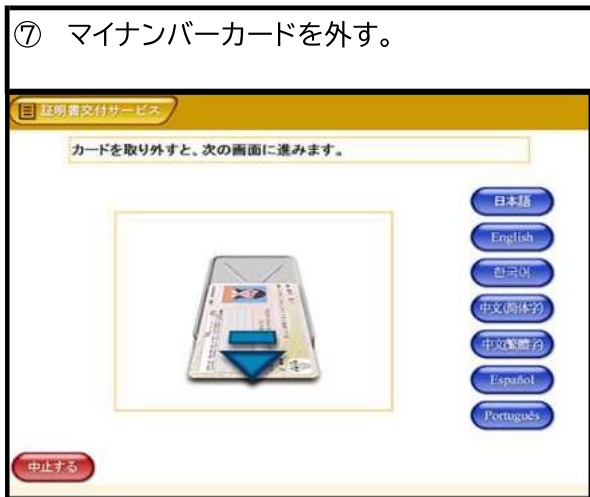 ⑦ マイナンバーカードを外す。
証明書交付サービス
カードを取り外すと、次の画面に進みます。
日本語
English
한국어
中文(简体字)
中文(繁體字)
Español
Português
中止する